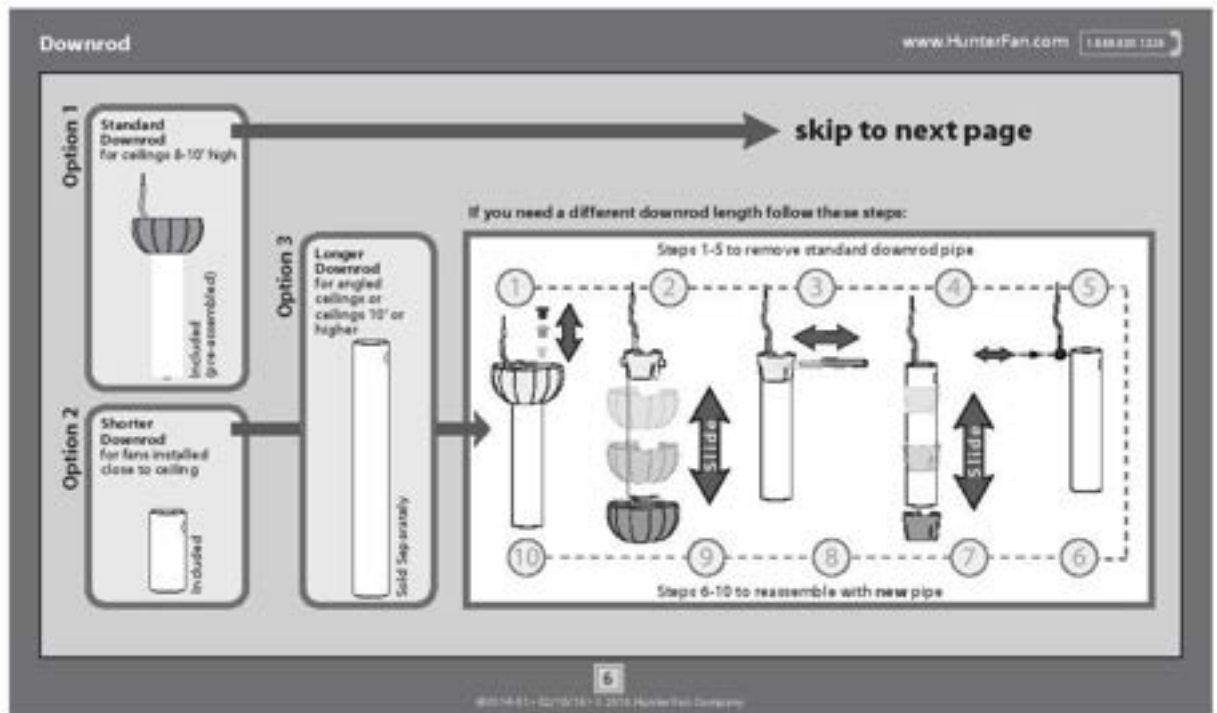 Downrod
www.HunterFan.com
Option 1
Standard
Downrod
for ceilings 8-10' high
Included
(pre-assembled)
skip to next page
Option 2
Shorter
Downrod
for fans installed
close to ceiling
Included
Option 3
Longer
Downrod
for angled
ceilings or
ceilings 10' or
higher
Sold Separately
If you need a different downrod length follow these steps:
Steps 1-5 to remove standard downrod pipe
1
2
3
4
5
Slide
Slide
10
9
8
7
6
Steps 6-10 to reassemble with new pipe
6
Hunter Fan Company